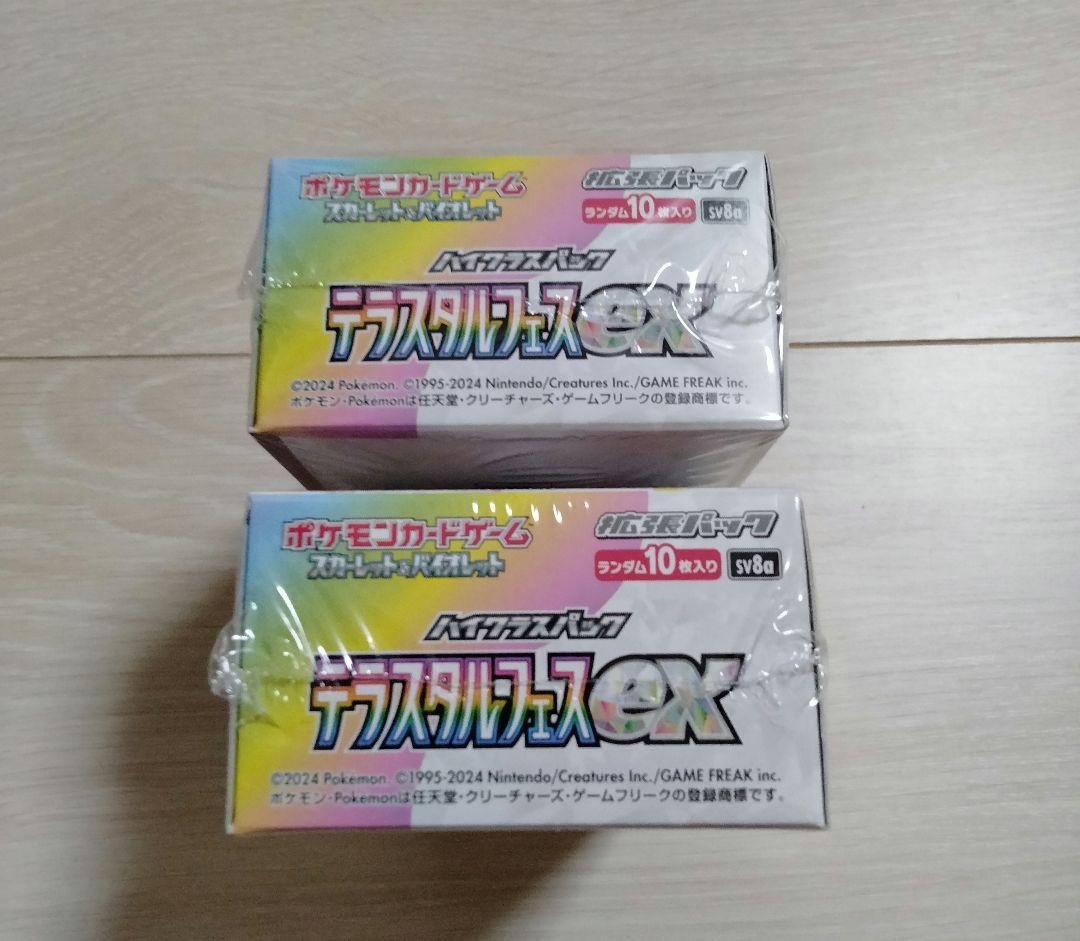 ポケモンカードゲーム
スカーレット&バイオレット
拡張パック
ランダム10枚入り SV8a
ハイクラスパック
テラスタルフェスex
©2024 Pokémon. ©1995-2024 Nintendo/Creatures Inc./GAME FREAK inc.
ポケモン・Pokémonは任天堂・クリーチャーズ・ゲームフリークの登録商標です。
ポケモンカードゲーム
スカーレット&バイオレット
拡張パック
ランダム10枚入り SV8a
ハイクラスパック
テラスタルフェスex
©2024 Pokémon. ©1995-2024 Nintendo/Creatures Inc./GAME FREAK inc.
ポケモン・Pokémonは任天堂・クリーチャーズ・ゲームフリークの登録商標です。